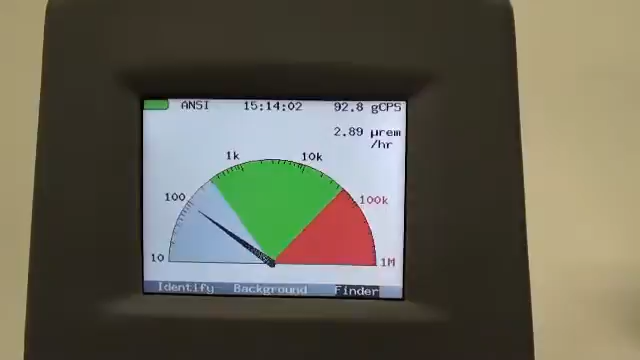 ANSI 15:14:02 92.8 gCPS
2.89 µrem
/hr
1k 10k
100 100k
10 1M
Identify Background Finder